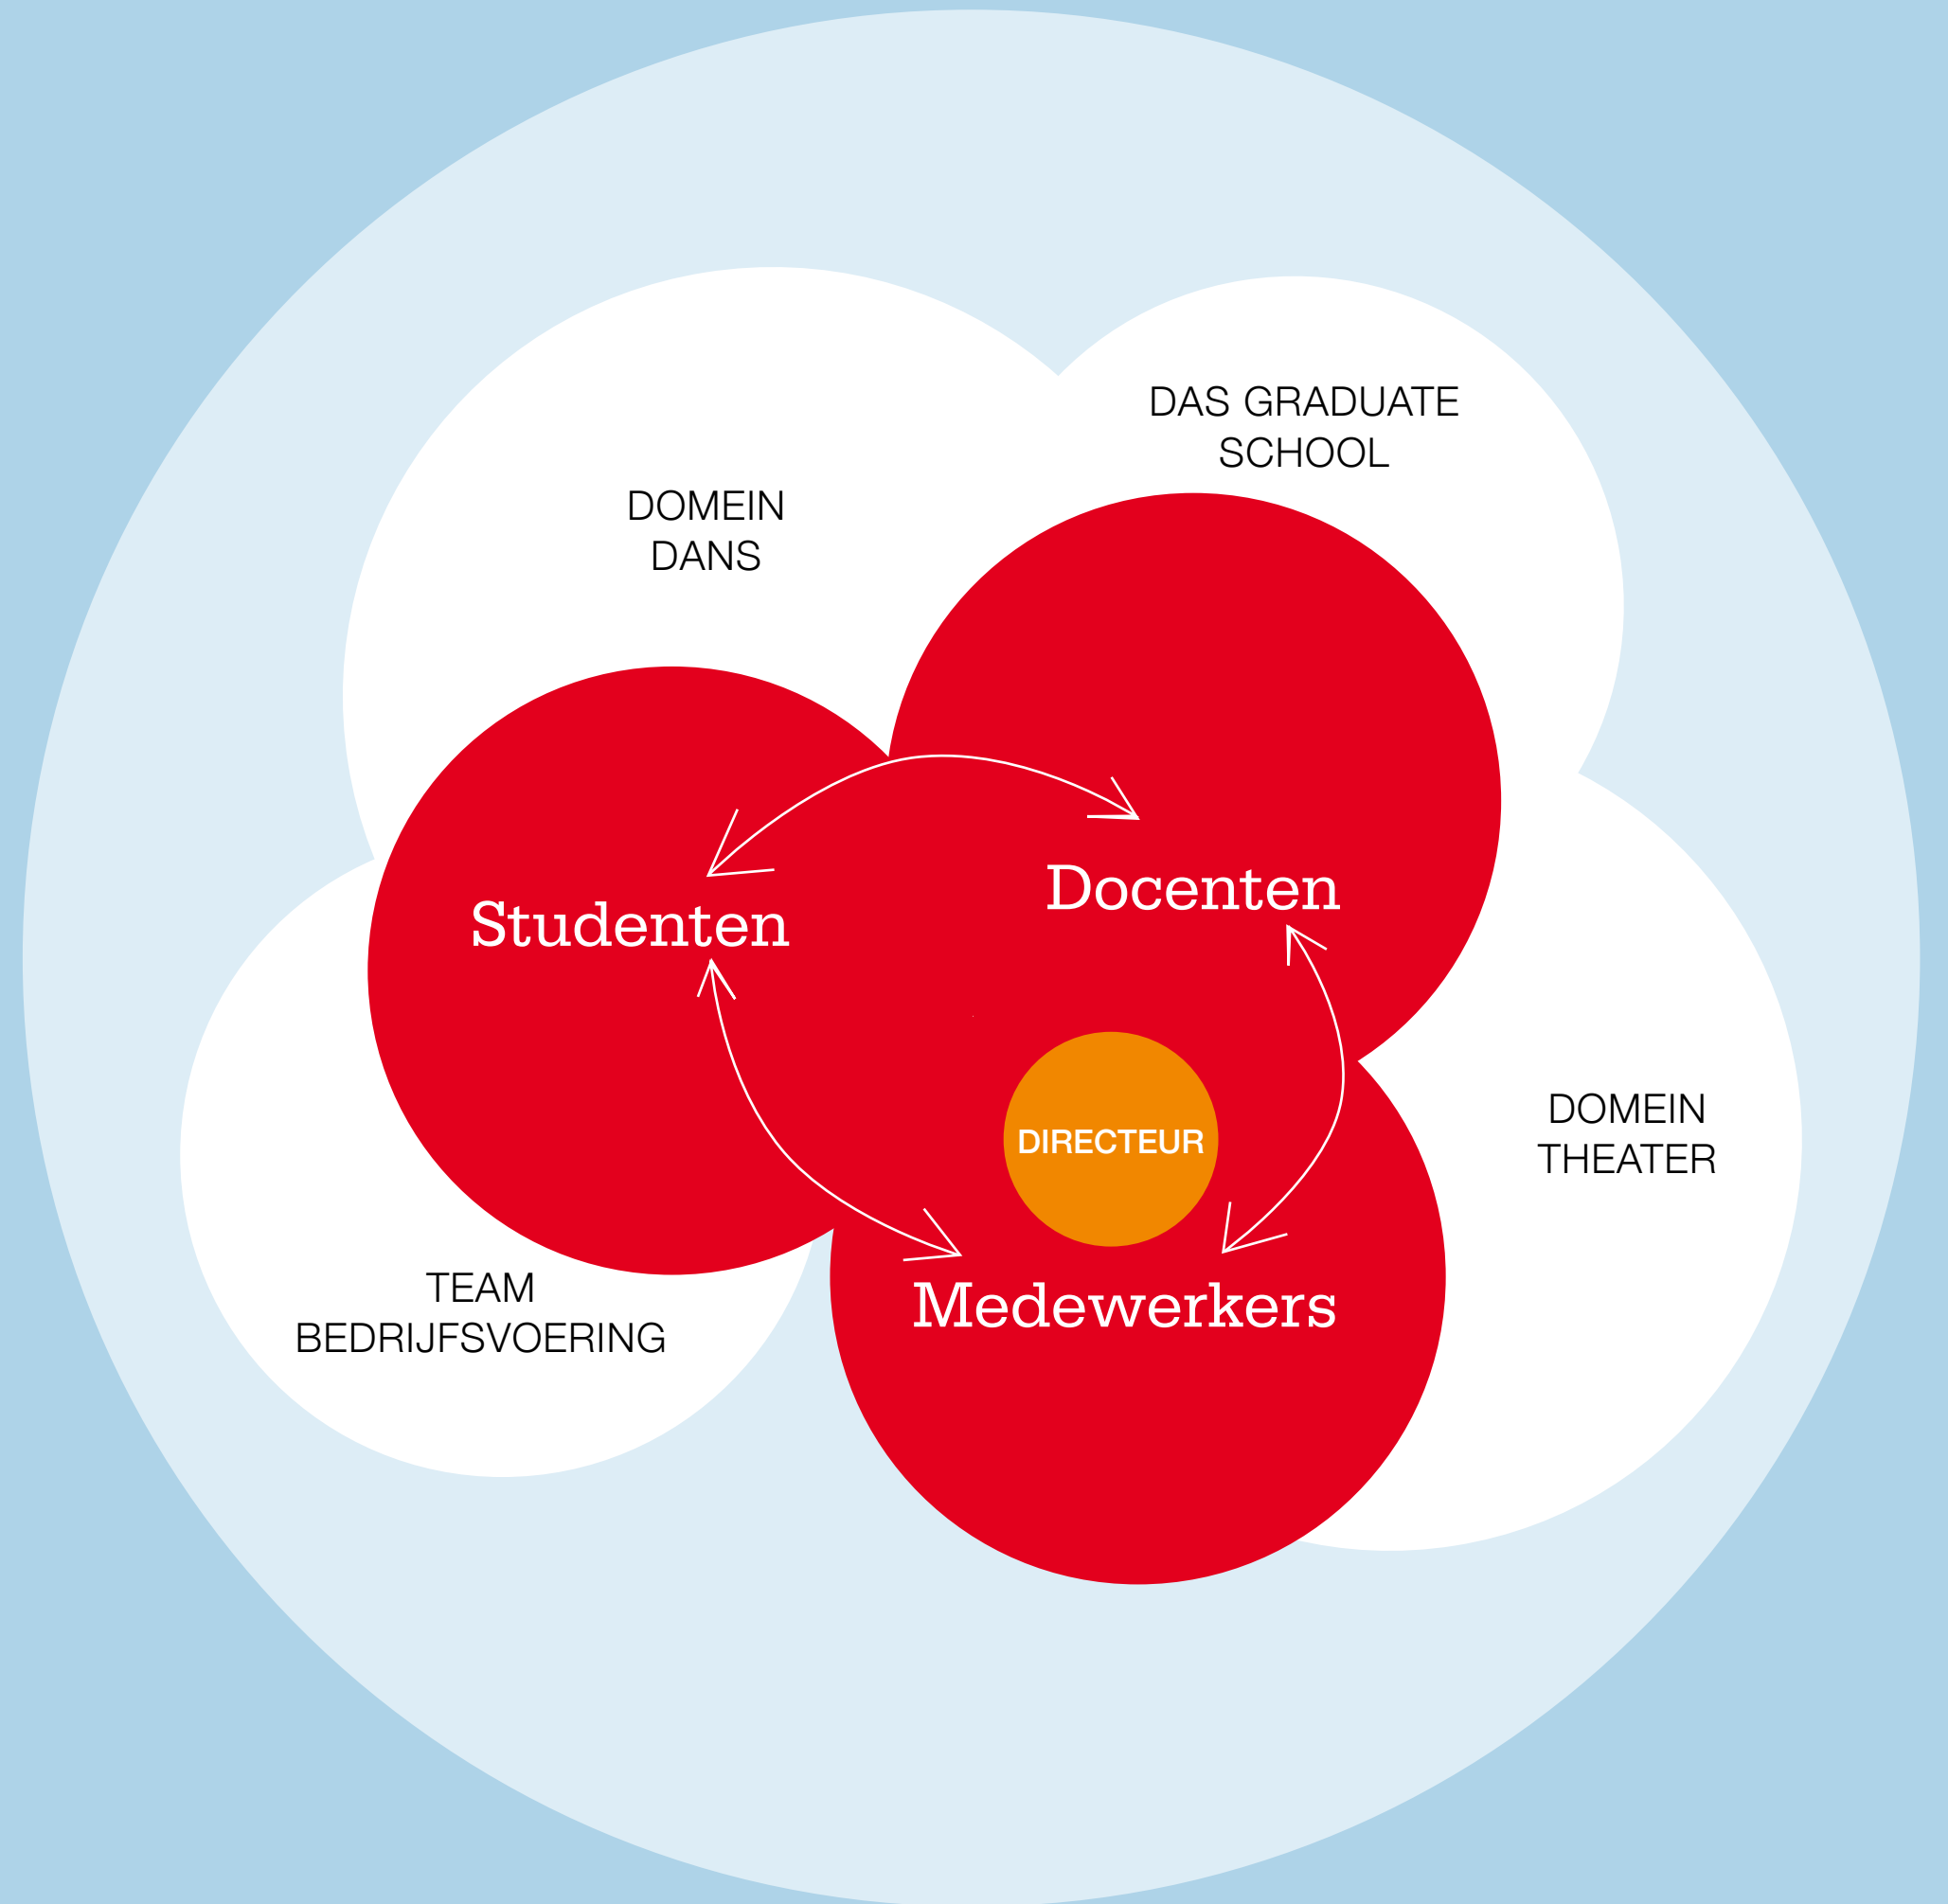 DAS GRADUATE
SCHOOL
DOMEIN
DANS
Docenten
Studenten
DOMEIN
THEATER
DIRECTEUR
Medewerkers
TEAM
BEDRIJFSVOERING